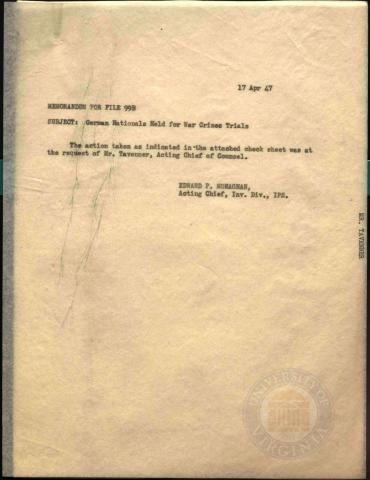 17 Apr 47
MEMORANDUM FOR FILE 99B
SUBJECT: German Nationals Held for War Crimes Trials
The action taken as indicated in the attached check sheet was at
the request of Mr. Tavenner, Acting Chief of Counsel.
EDWARD P. MONAGHAN,
Acting Chief, Inv. Div., IPS.
MR. TAVENNER
UNIVERSITY OF
VIRGINIA